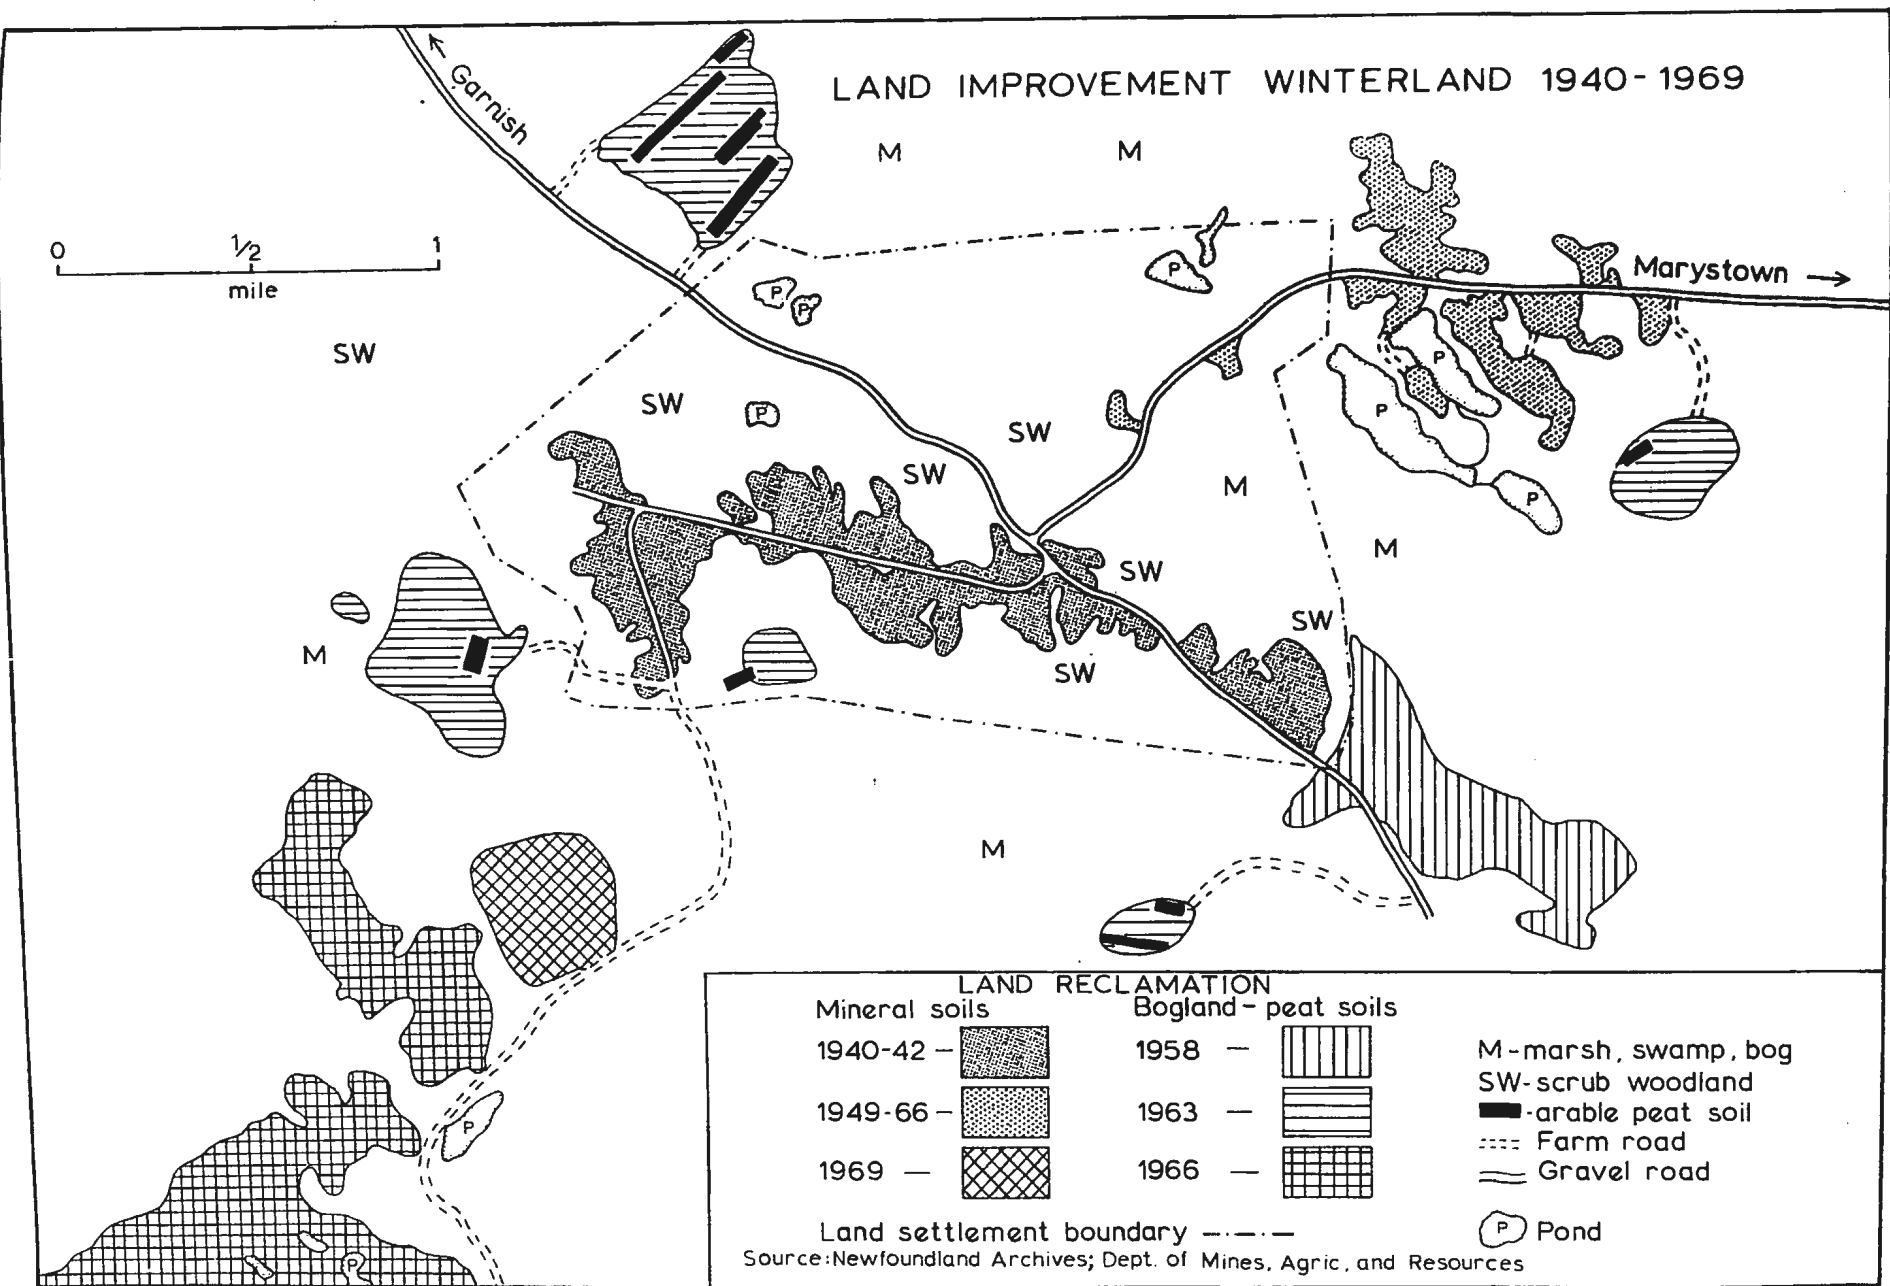 LAND IMPROVEMENT WINTERLAND 1940-1969
Garnish
M M
0 1/2 1
mile
Marystown
P
P
P
SW
SW
P
SW
SW
P
P
M
P
M
SW
SW
M
SW
M
P
P
LAND RECLAMATION
Mineral soils
1940-42 -
1949-66 -
1969 -
Bogland - peat soils
1958 -
1963 -
1966 -
M - marsh, swamp, bog
SW - scrub woodland
- arable peat soil
Farm road
Gravel road
P Pond
Land settlement boundary
Source: Newfoundland Archives; Dept. of Mines, Agric, and Resources